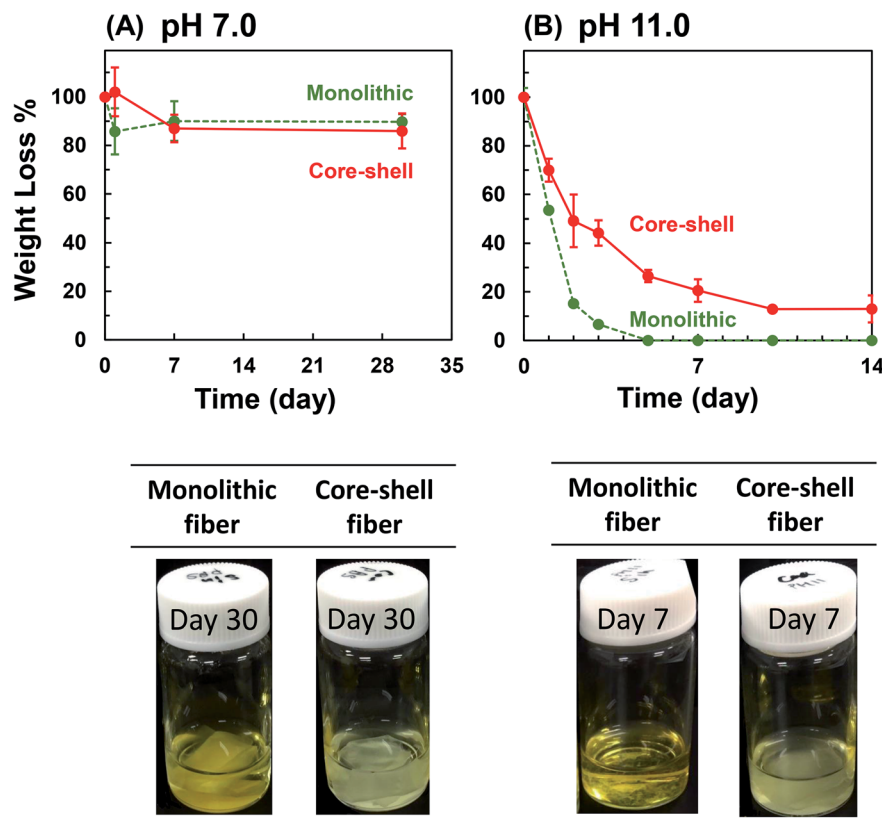 (A) pH 7.0
Weight Loss %
100
80
60
40
20
0
Monolithic
Core-shell
0 7 14 21 28 35
Time (day)
(B) pH 11.0
100
80
60
40
20
0
Core-shell
Monolithic
0 7 14
Time (day)
Monolithic
fiber
Core-shell
fiber
Day 30
Day 30
Monolithic
fiber
Core-shell
fiber
Day 7
Day 7